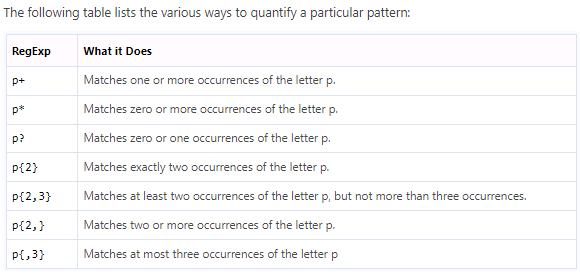 The following table lists the various ways to quantify a particular pattern:
RegExp What it Does
p+ Matches one or more occurrences of the letter p.
p* Matches zero or more occurrences of the letter p.
p? Matches zero or one occurrences of the letter p.
p{2} Matches exactly two occurrences of the letter p.
p{2,3} Matches at least two occurrences of the letter p, but not more than three occurrences.
p{2,} Matches two or more occurrences of the letter p.
p{,3} Matches at most three occurrences of the letter p